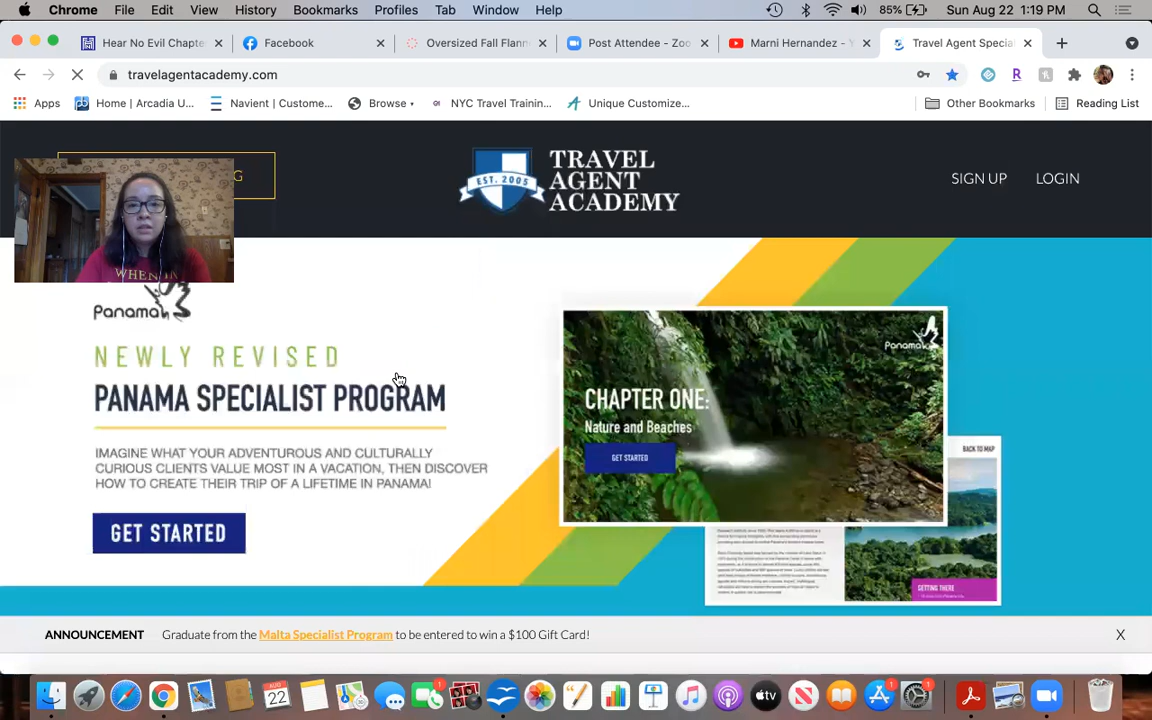 Chrome File Edit View History Bookmarks Profiles Tab Window Help 85% Sun Aug 22 1:19 PM
Hear No Evil Chapte Facebook Oversized Fall Flann Post Attendee - Zoo Marni Hernandez - Y Travel Agent Specia
travelagentacademy.com
Apps Home | Arcadia U... Navient | Custome... Browse NYC Travel Training... Unique Customize... Other Bookmarks Reading List
G
EST. 2005
TRAVEL
AGENT
ACADEMY
SIGN UP LOGIN
WHEN IN
Panama
NEWLY REVISED
PANAMA SPECIALIST PROGRAM
IMAGINE WHAT YOUR ADVENTUROUS AND CULTURALLY
CURIOUS CLIENTS VALUE MOST IN A VACATION, THEN DISCOVER
HOW TO CREATE THEIR TRIP OF A LIFETIME IN PANAMA!
GET STARTED
Panama
CHAPTER ONE:
Nature and Beaches
GET STARTED
BACK TO MAP
GETTING THERE
ANNOUNCEMENT Graduate from the Malta Specialist Program to be entered to win a $100 Gift Card! X
AUG
22
tv